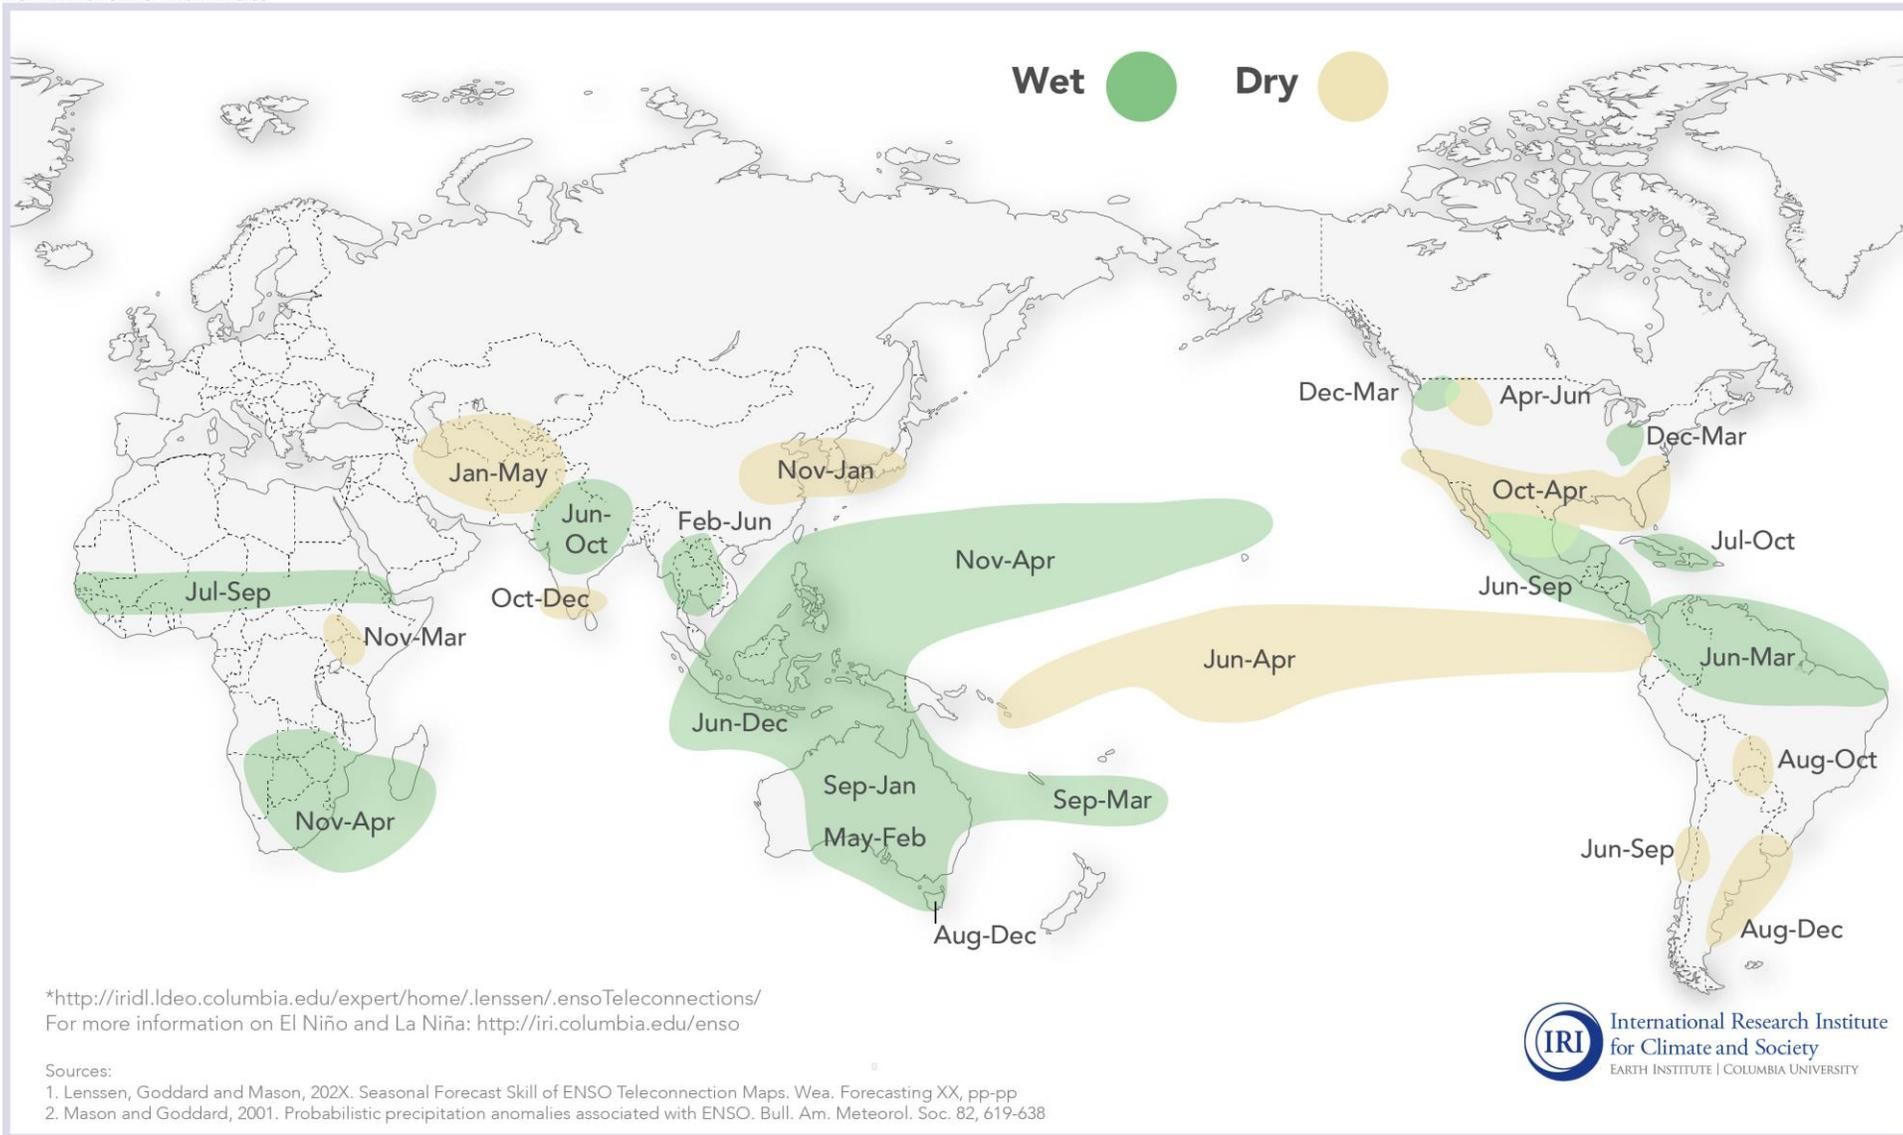 Wet
Dry
Dec-Mar
Apr-Jun
Dec-Mar
Jan-May
Nov-Jan
Oct-Apr
Jun-
Oct
Feb-Jun
Jul-Oct
Nov-Apr
Jul-Sep
Oct-Dec
Jun-Sep
Nov-Mar
Jun-Apr
Jun-Mar
Jun-Dec
Aug-Oct
Sep-Jan
Sep-Mar
Nov-Apr
May-Feb
Jun-Sep
Aug-Dec
Aug-Dec
*http://iridl.ldeo.columbia.edu/expert/home/.lenssen/.ensoTeleconnections/
For more information on El Niño and La Niña: http://iri.columbia.edu/enso
Sources:
1. Lenssen, Goddard and Mason, 202X. Seasonal Forecast Skill of ENSO Teleconnection Maps. Wea. Forecasting XX, pp-pp
2. Mason and Goddard, 2001. Probabilistic precipitation anomalies associated with ENSO. Bull. Am. Meteorol. Soc. 82, 619-638
IRI
International Research Institute
for Climate and Society
EARTH INSTITUTE | COLUMBIA UNIVERSITY